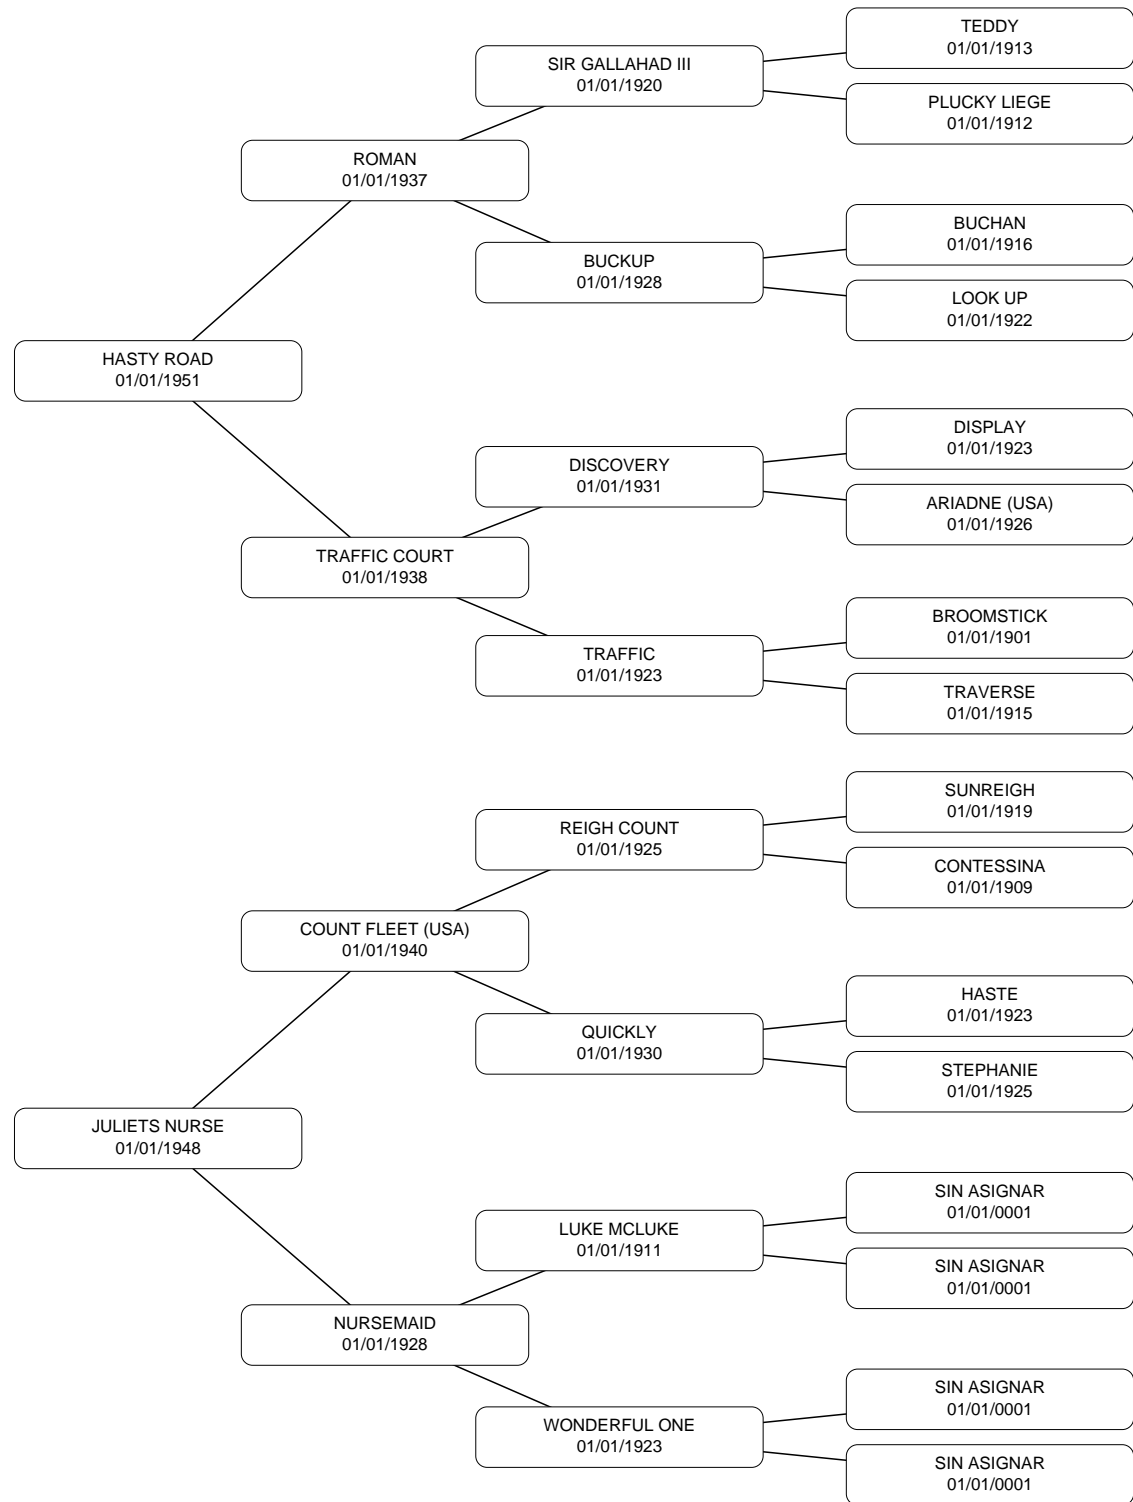 TEDDY
01/01/1913
SIR GALLAHAD III
01/01/1920
PLUCKY LIEGE
01/01/1912
ROMAN
01/01/1937
BUCHAN
01/01/1916
BUCKUP
01/01/1928
LOOK UP
01/01/1922
HASTY ROAD
01/01/1951
DISPLAY
01/01/1923
DISCOVERY
01/01/1931
ARIADNE (USA)
01/01/1926
TRAFFIC COURT
01/01/1938
BROOMSTICK
01/01/1901
TRAFFIC
01/01/1923
TRAVERSE
01/01/1915
SUNREIGH
01/01/1919
REIGH COUNT
01/01/1925
CONTESSINA
01/01/1909
COUNT FLEET (USA)
01/01/1940
HASTE
01/01/1923
QUICKLY
01/01/1930
STEPHANIE
01/01/1925
JULIETS NURSE
01/01/1948
SIN ASIGNAR
01/01/0001
LUKE MCLUKE
01/01/1911
SIN ASIGNAR
01/01/0001
NURSEMAID
01/01/1928
SIN ASIGNAR
01/01/0001
WONDERFUL ONE
01/01/1923
SIN ASIGNAR
01/01/0001